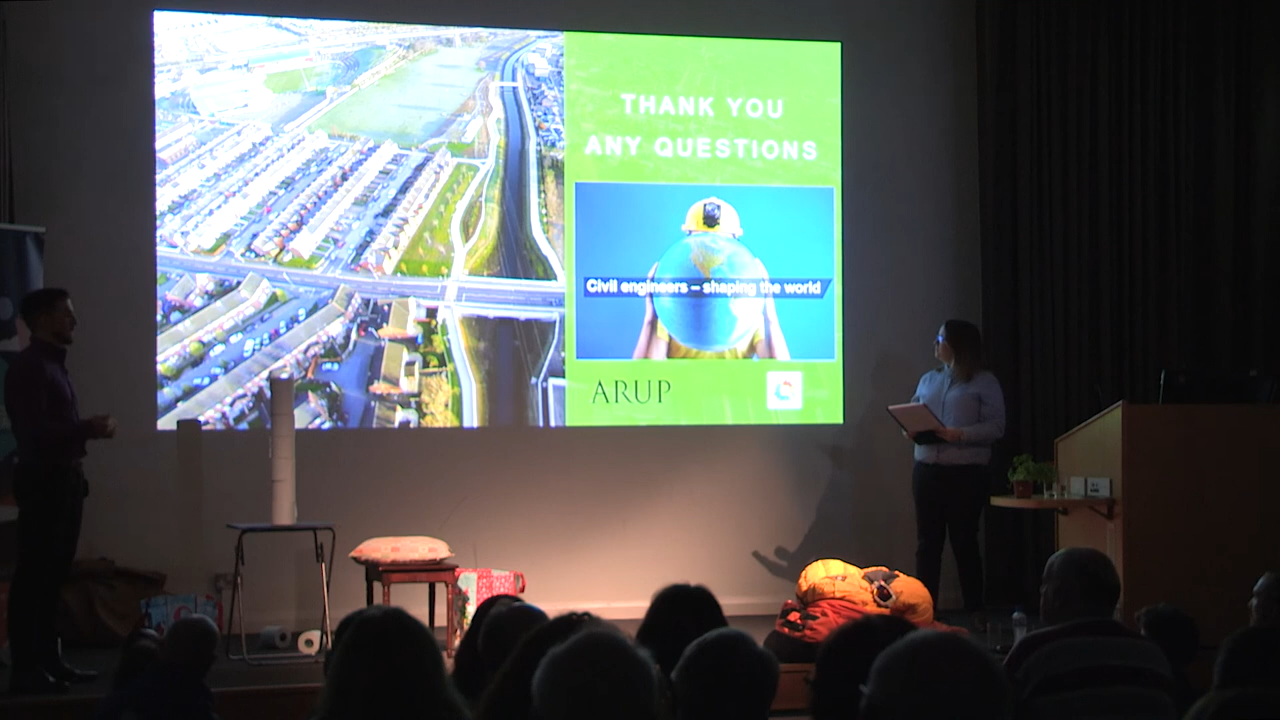 THANK YOU
ANY QUESTIONS
Civil engineers – shaping the world
ARUP